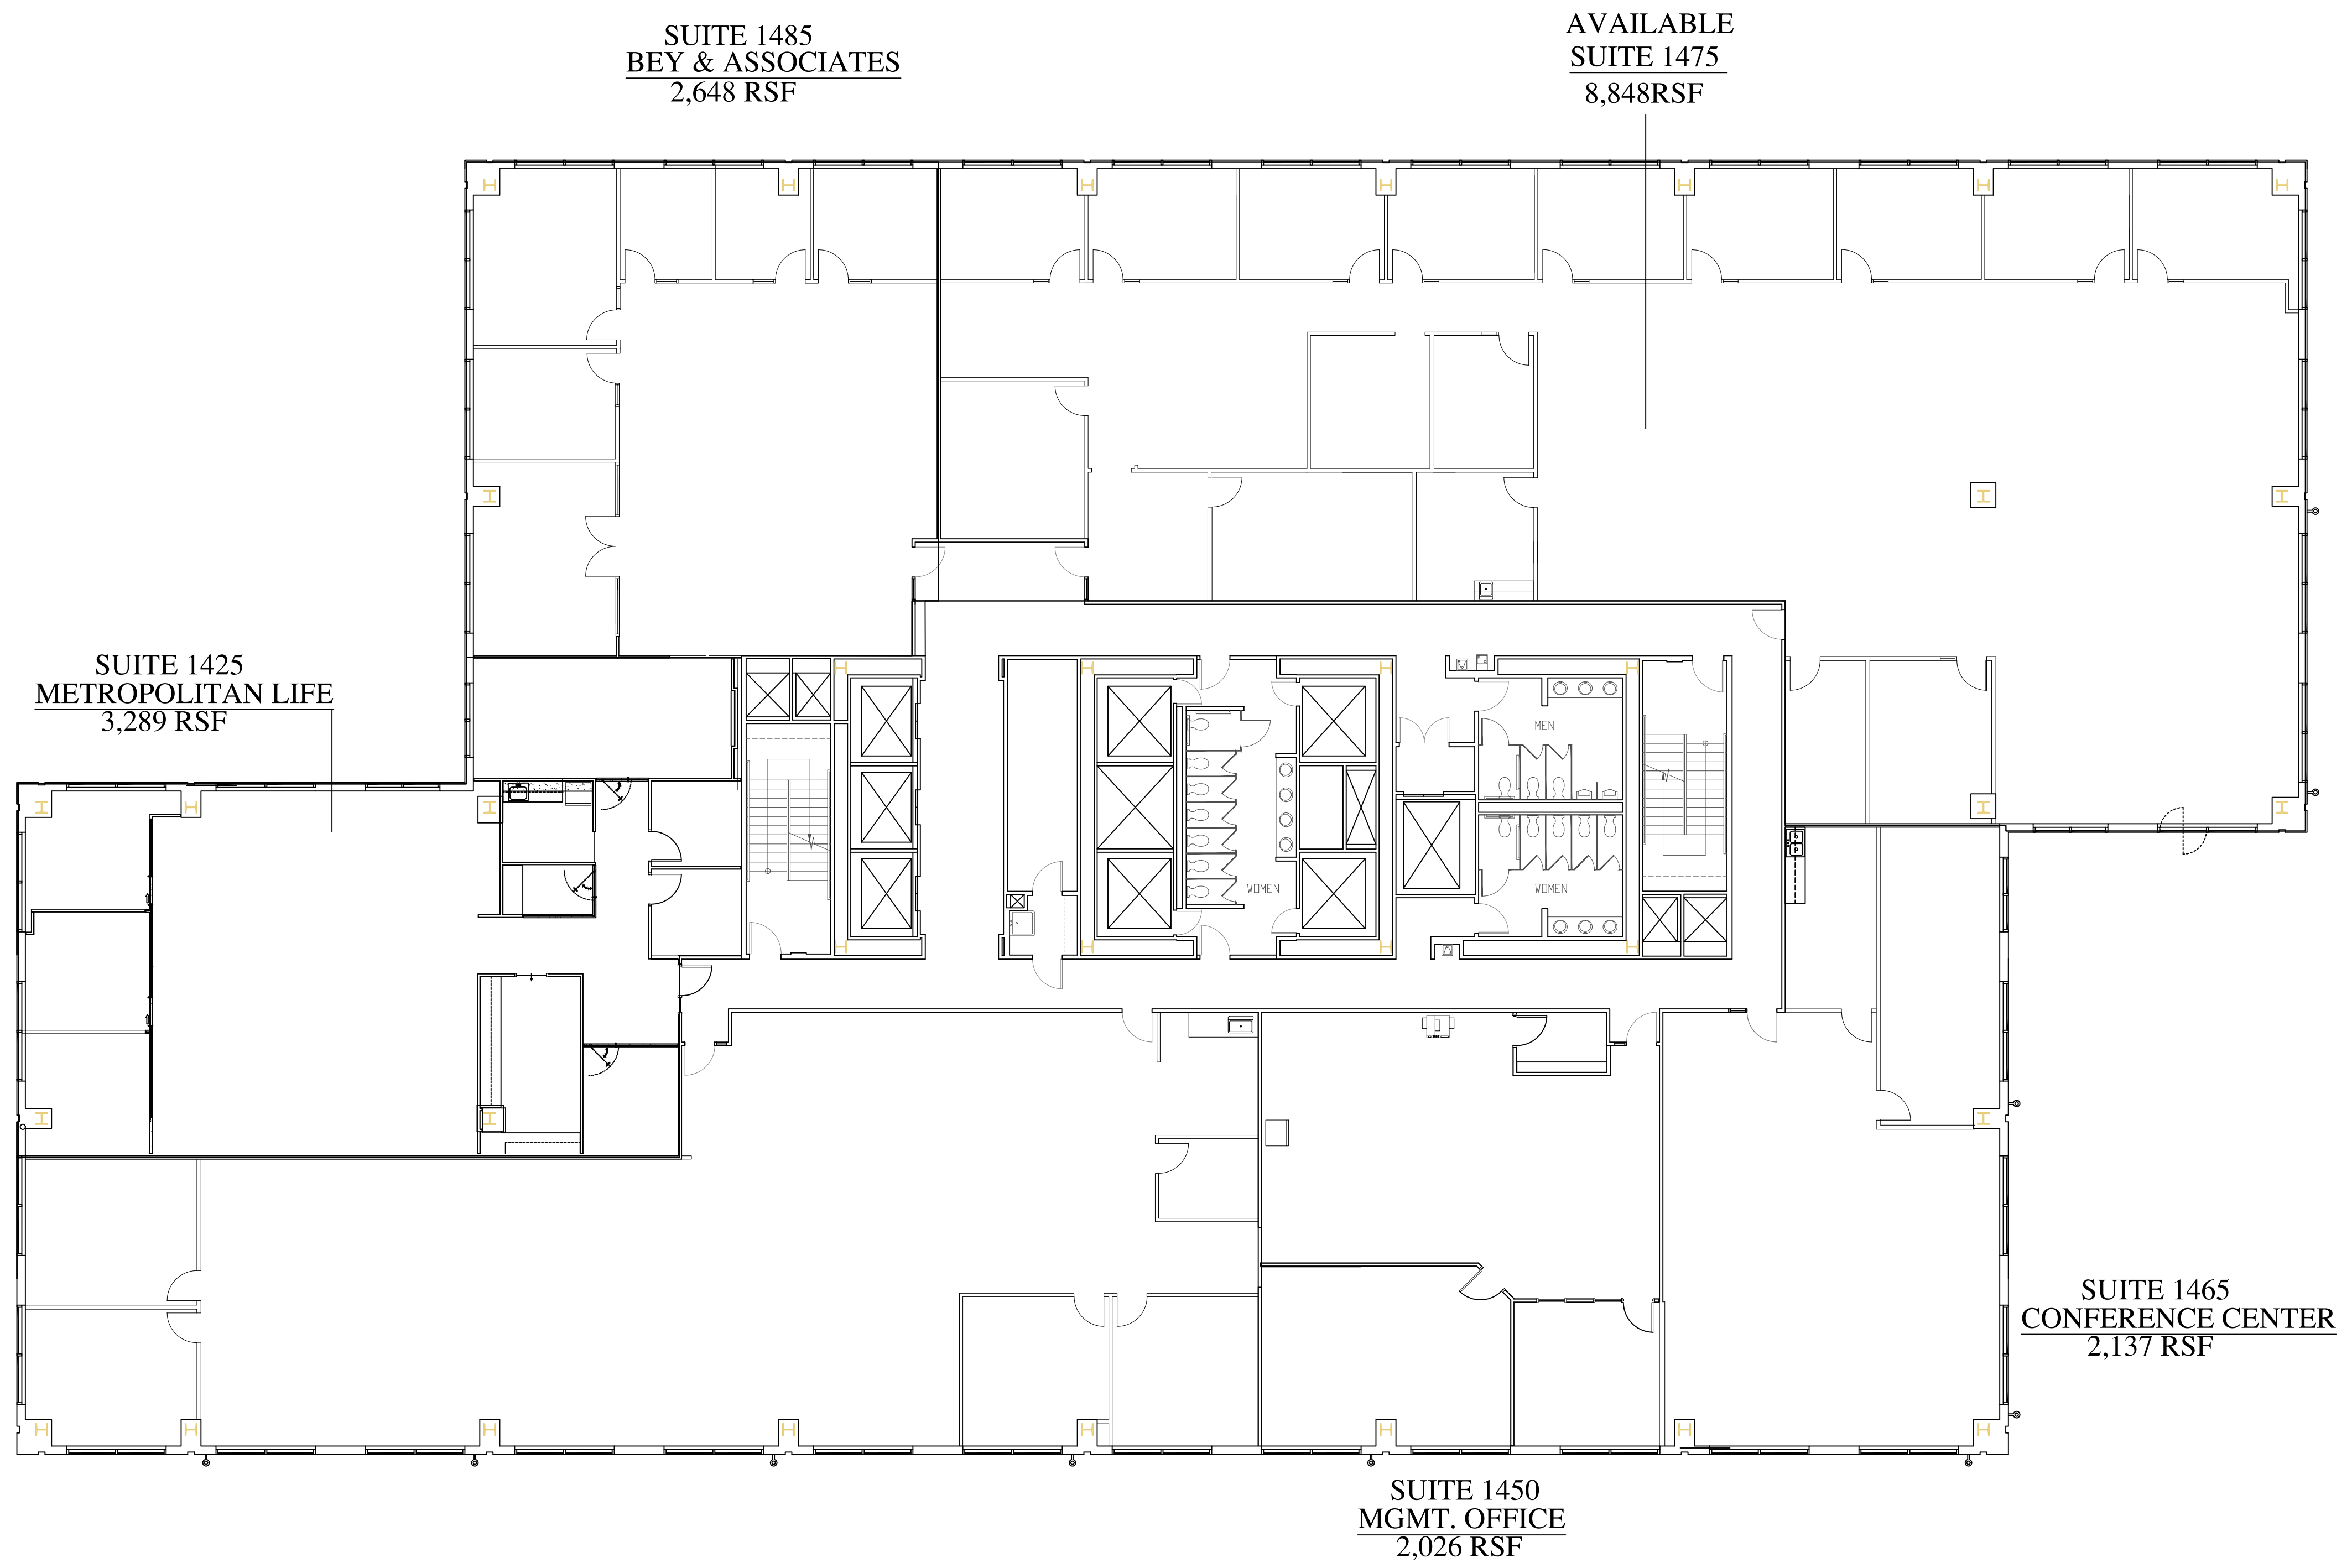 SUITE 1485
BEY & ASSOCIATES
2,648 RSF
AVAILABLE
SUITE 1475
8,848RSF
SUITE 1425
METROPOLITAN LIFE
3,289 RSF
MEN
WOMEN
WOMEN
SUITE 1465
CONFERENCE CENTER
2,137 RSF
SUITE 1450
MGMT. OFFICE
2,026 RSF